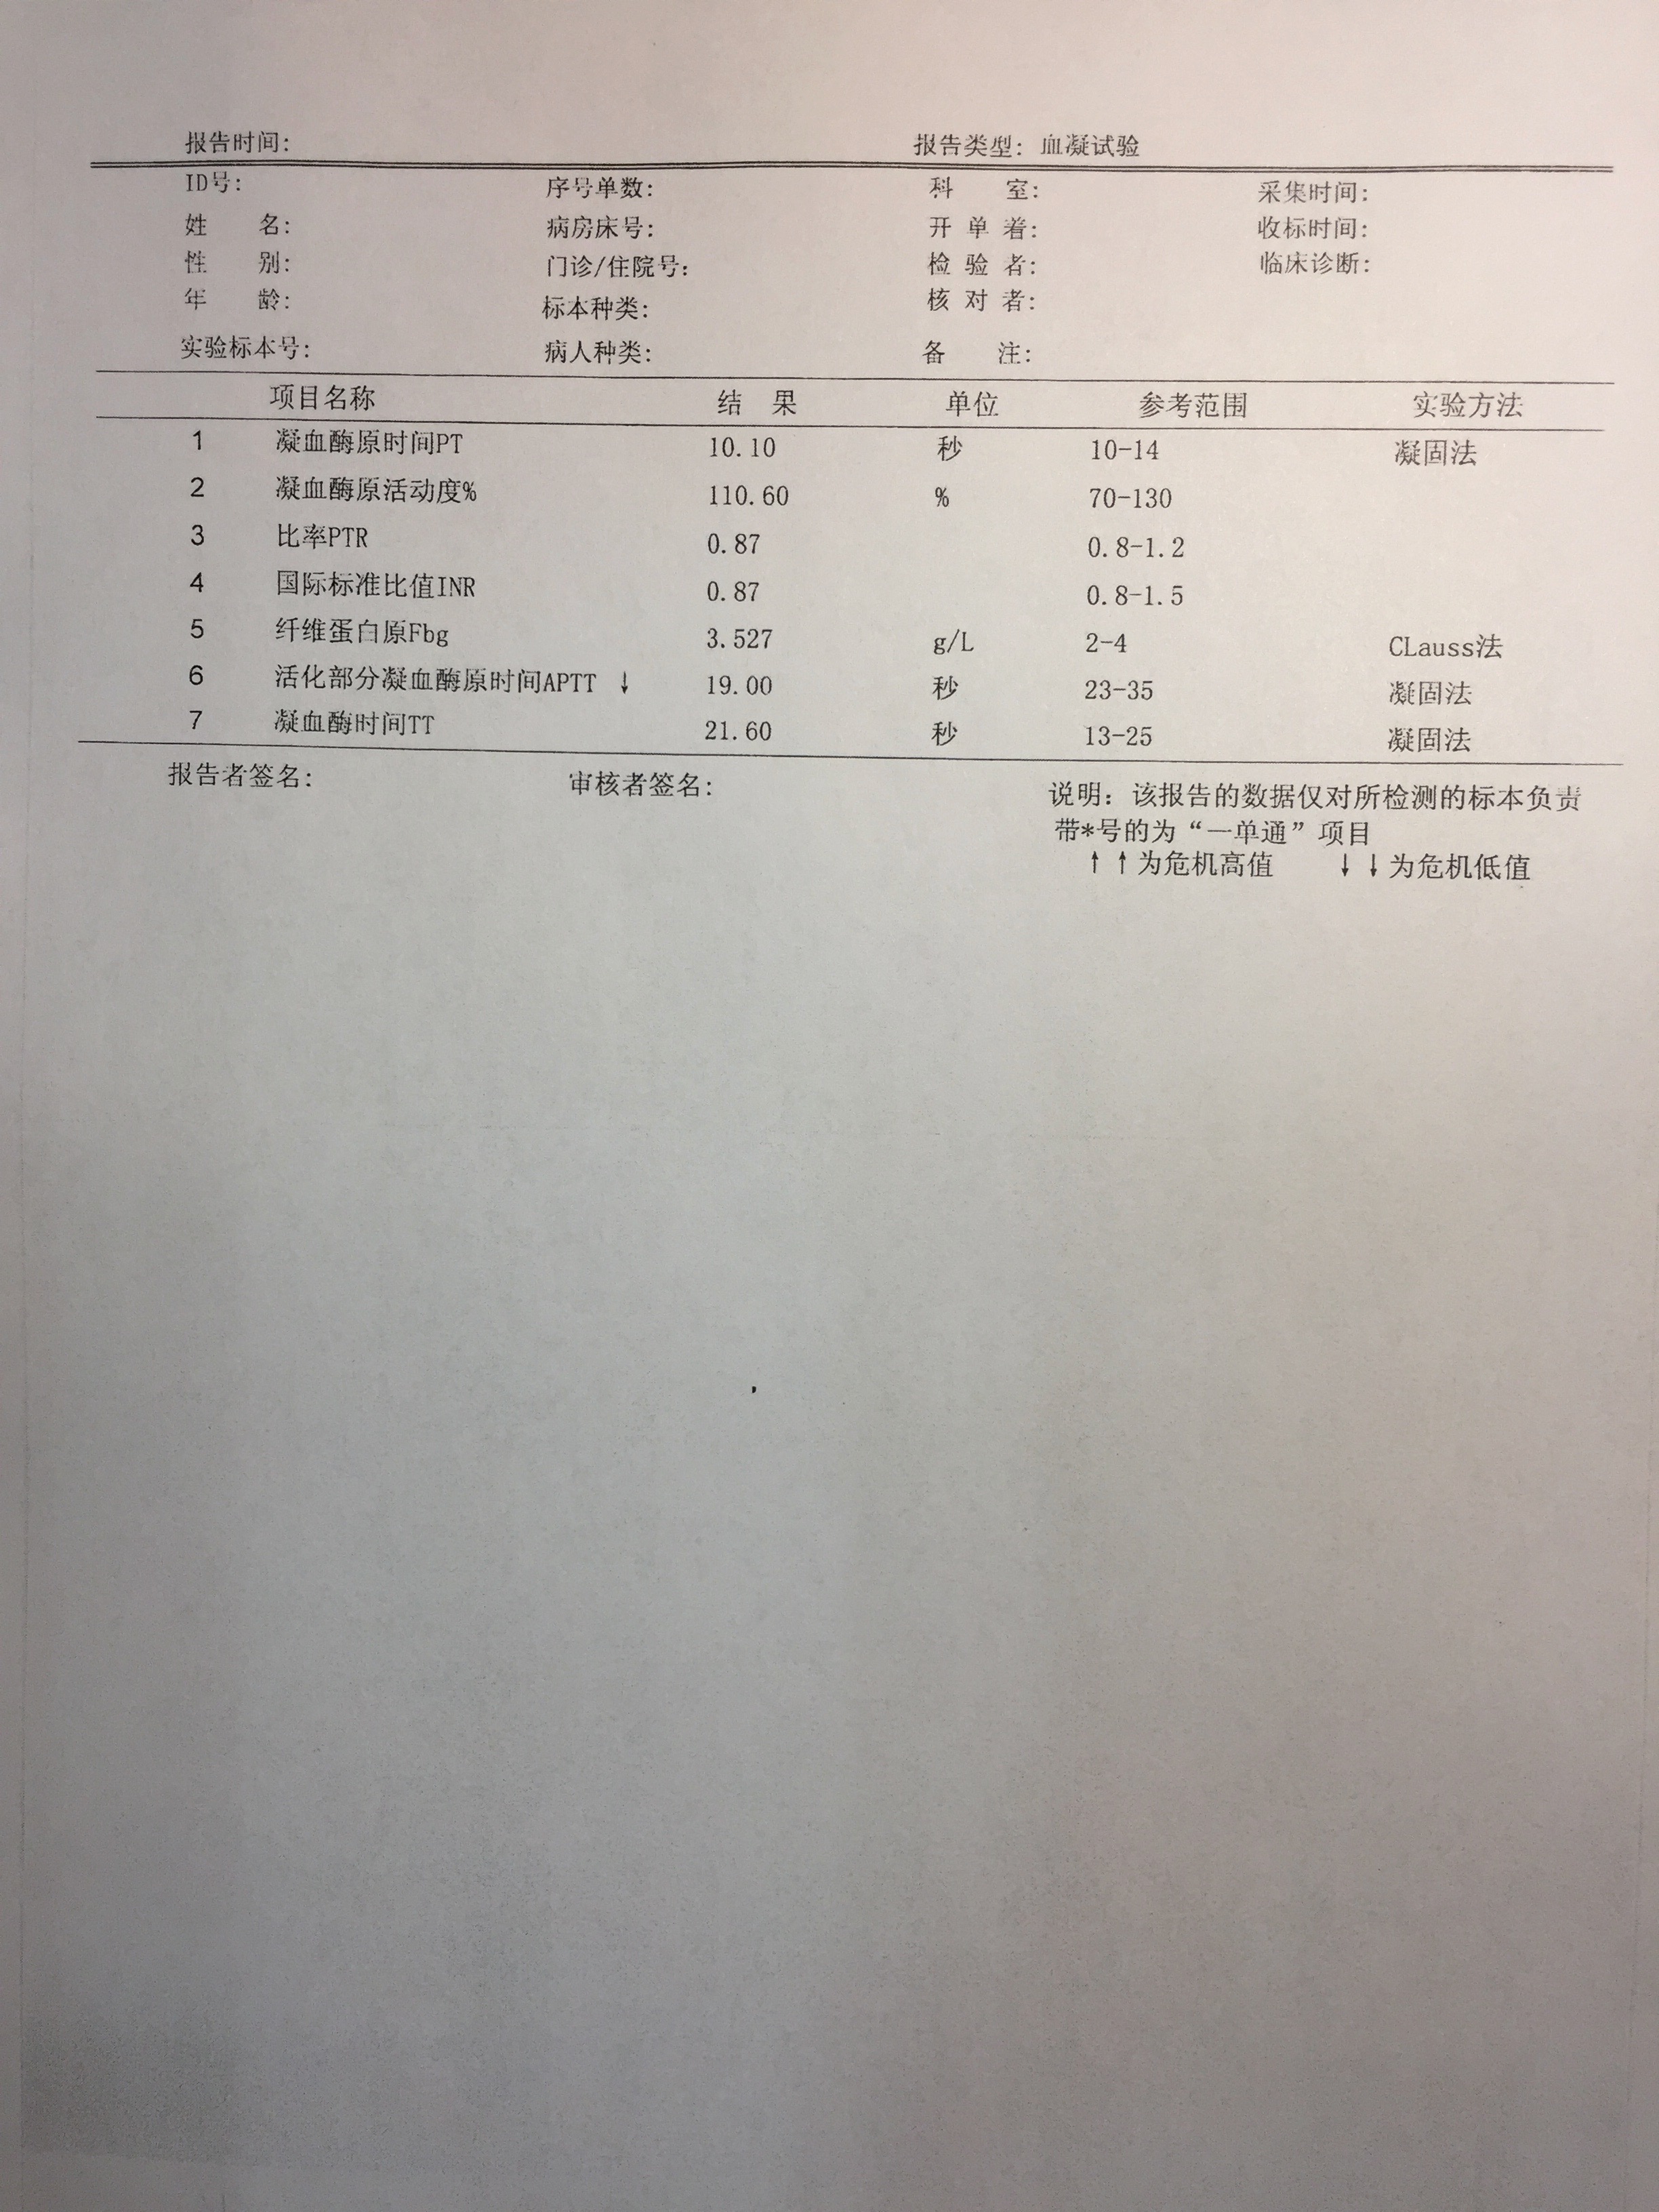 报告时间: 报告类型: 血凝试验
ID号: 序号单数: 科 室: 采集时间:
姓 名: 病房床号: 开 单 着: 收标时间:
性 别: 门诊/住院号: 检 验 者: 临床诊断:
年 龄: 标本种类: 核 对 者:
实验标本号: 病人种类: 备 注:
项目名称 结 果 单位 参考范围 实验方法
1 凝血酶原时间PT 10.10 秒 10-14 凝固法
2 凝血酶原活动度% 110.60 % 70-130
3 比率PTR 0.87 0.8-1.2
4 国际标准比值INR 0.87 0.8-1.5
5 纤维蛋白原Fbg 3.527 g/L 2-4 CLauss法
6 活化部分凝血酶原时间APTT ↓ 19.00 秒 23-35 凝固法
7 凝血酶时间TT 21.60 秒 13-25 凝固法
报告者签名: 审核者签名: 说明: 该报告的数据仅对所检测的标本负责
带*号的为“一单通”项目
↑↑为危机高值 ↓↓为危机低值